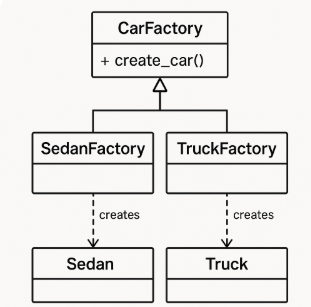 CarFactory
+ create_car()
SedanFactory
TruckFactory
creates
creates
Sedan
Truck